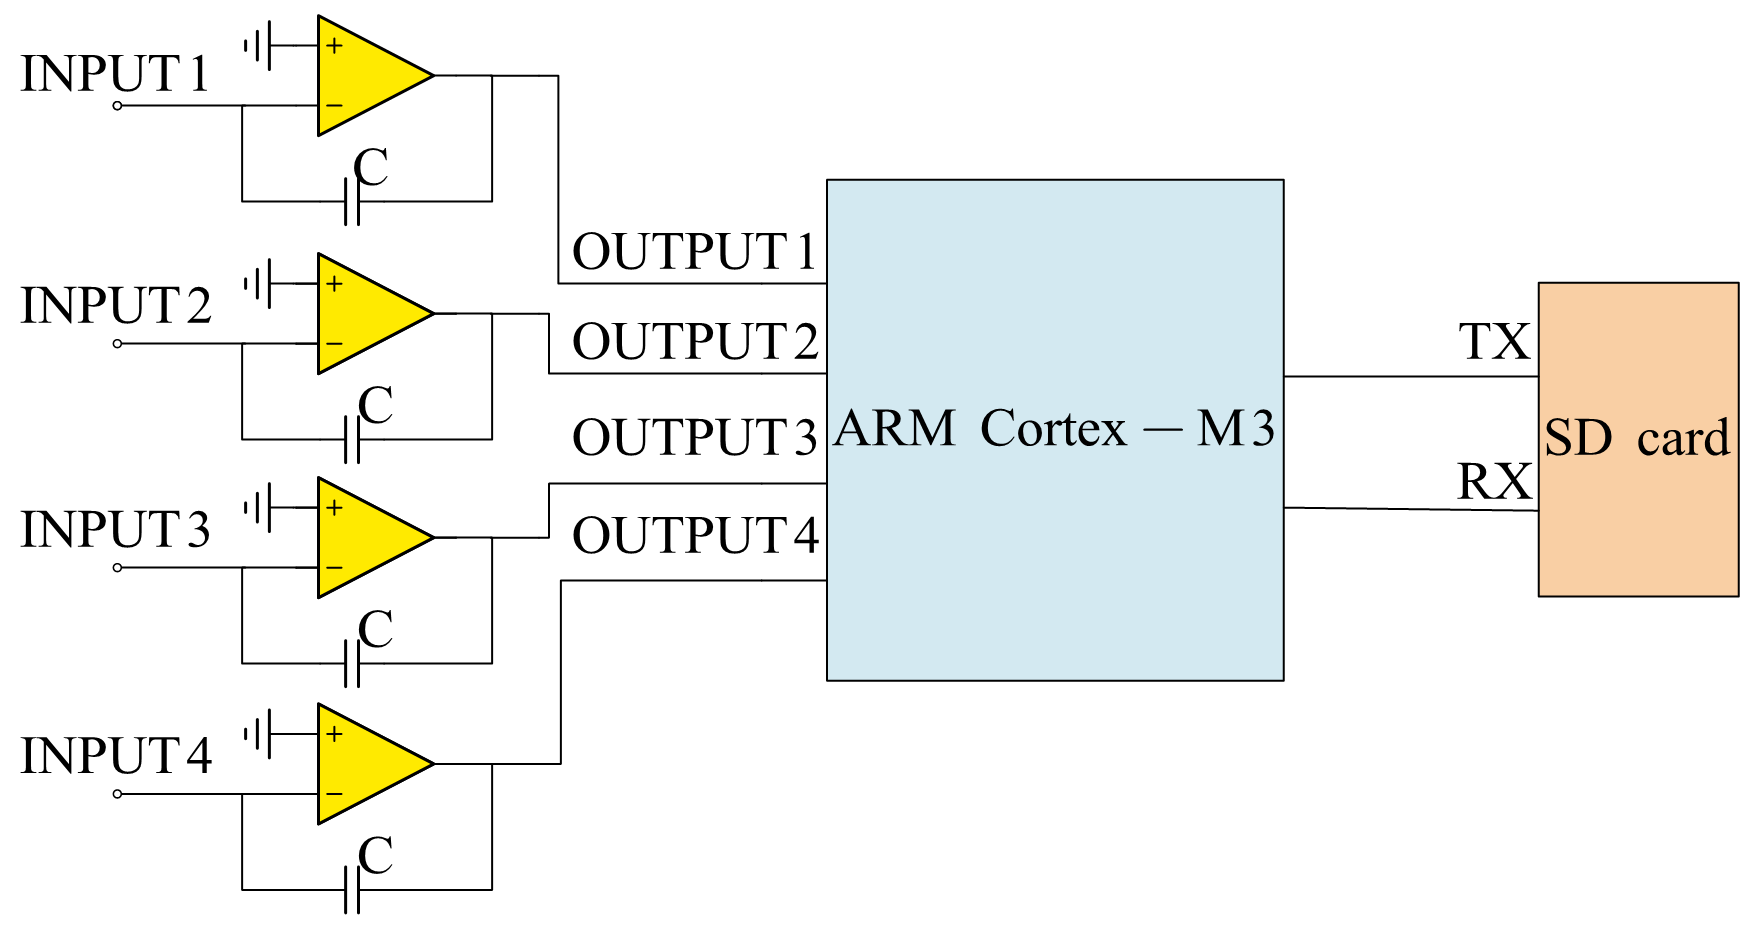 INPUT 1
+
−
C
INPUT 2
+
−
C
INPUT 3
+
−
C
INPUT 4
+
−
C
OUTPUT 1
OUTPUT 2
OUTPUT 3
OUTPUT 4
ARM Cortex – M3
TX
RX
SD card